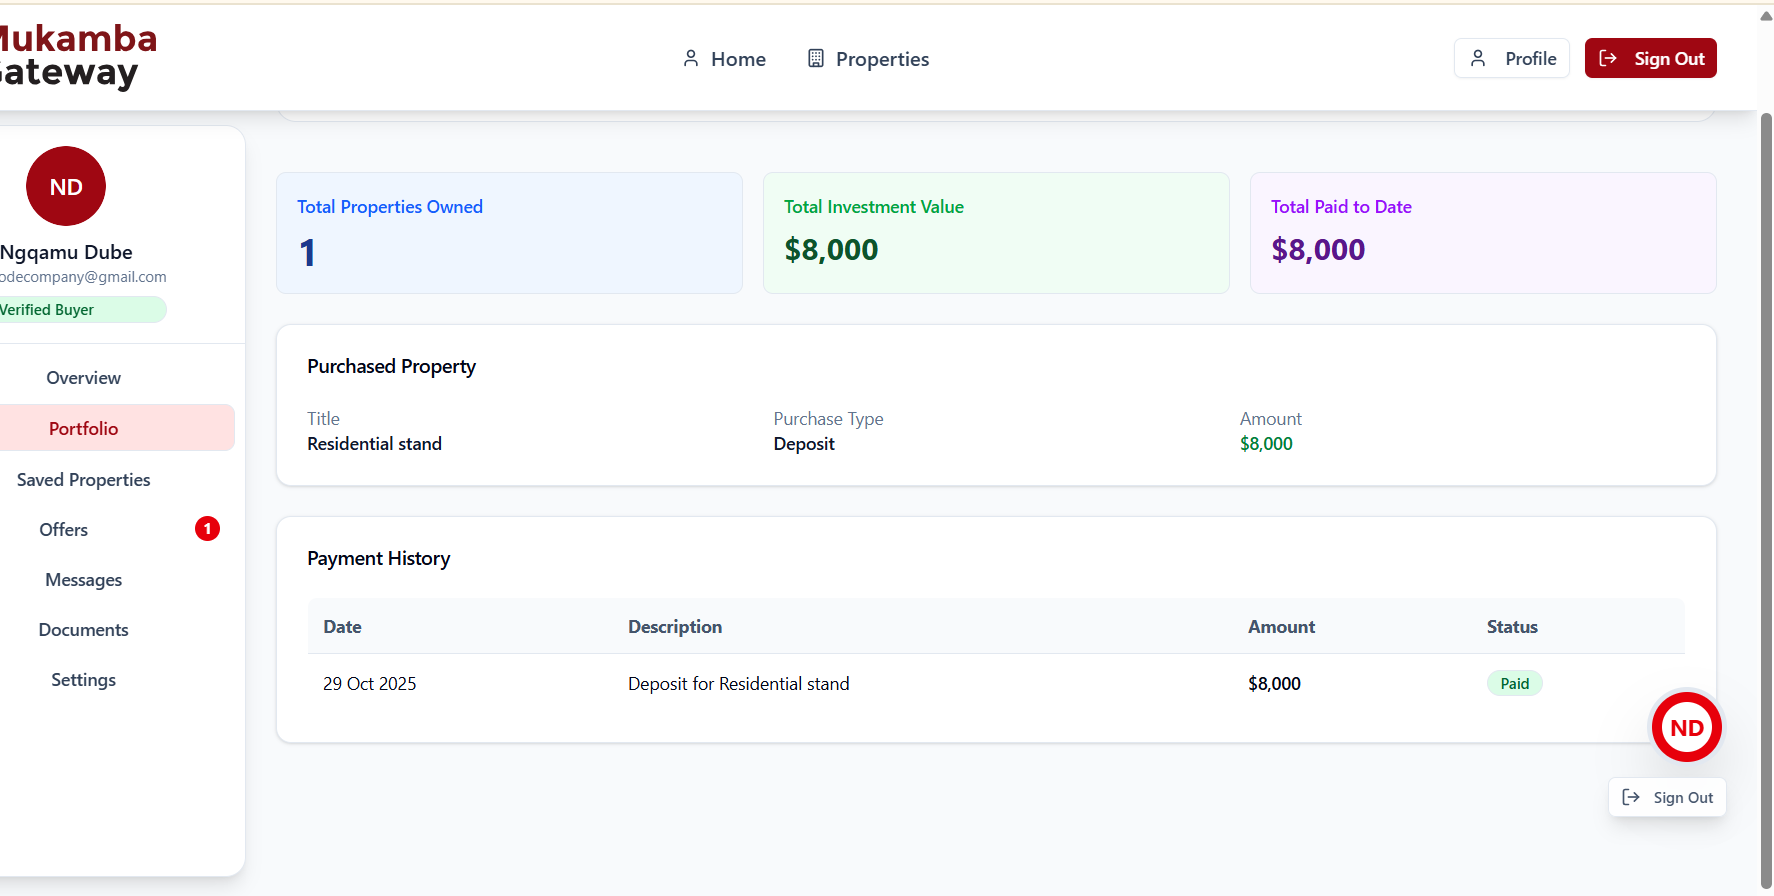 Mukamba
Gateway
Home
Properties
Profile
Sign Out
ND
Ngqamu Dube
odecompany@gmail.com
Verified Buyer
Overview
Portfolio
Saved Properties
Offers 1
Messages
Documents
Settings
Total Properties Owned
1
Total Investment Value
$8,000
Total Paid to Date
$8,000
Purchased Property
Title Purchase Type Amount
Residential stand Deposit $8,000
Payment History
Date Description Amount Status
29 Oct 2025 Deposit for Residential stand $8,000 Paid
ND
Sign Out